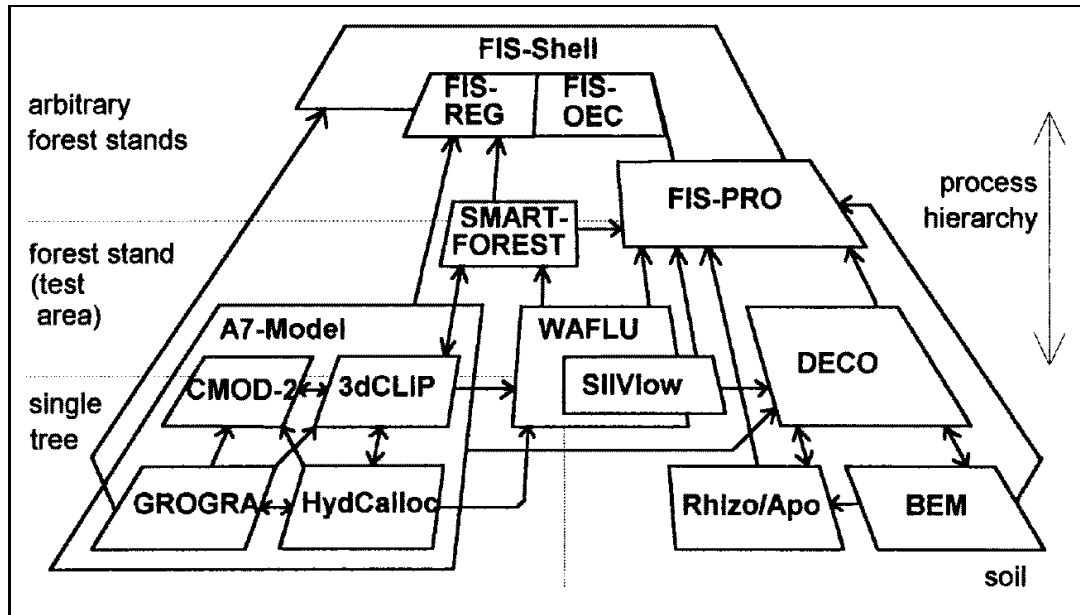 FIS-Shell
FIS-
REG
FIS-
OEC
arbitrary
forest stands
FIS-PRO
process
hierarchy
SMART-
FOREST
forest stand
(test
area)
A7-Model
WAFLU
DECO
CMOD-2
3dCLiP
SilVlow
single
tree
GROGRA
HydCalloc
Rhizo/Apo
BEM
soil